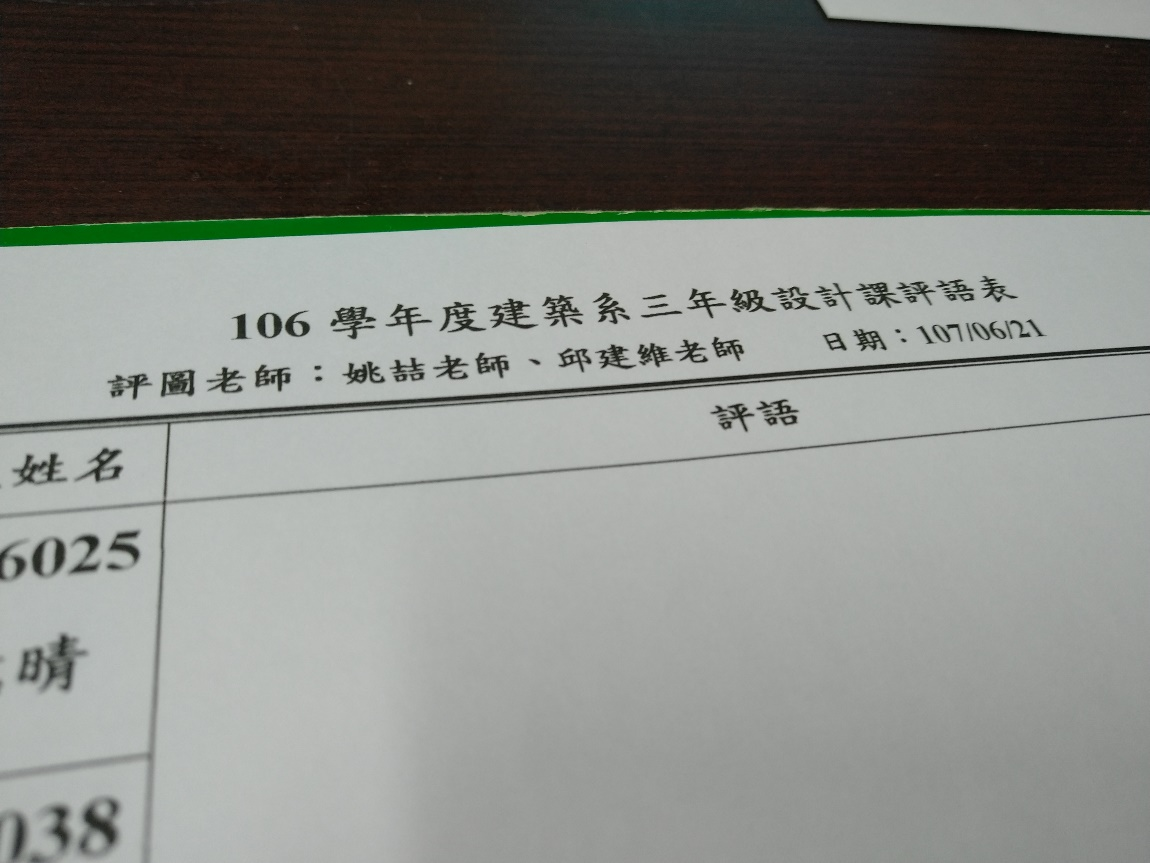 106 學年度建築系三年級設計課評語表
評圖老師：姚喆老師、邱建維老師 日期：107/06/21
姓名 評語
6025
晴
038